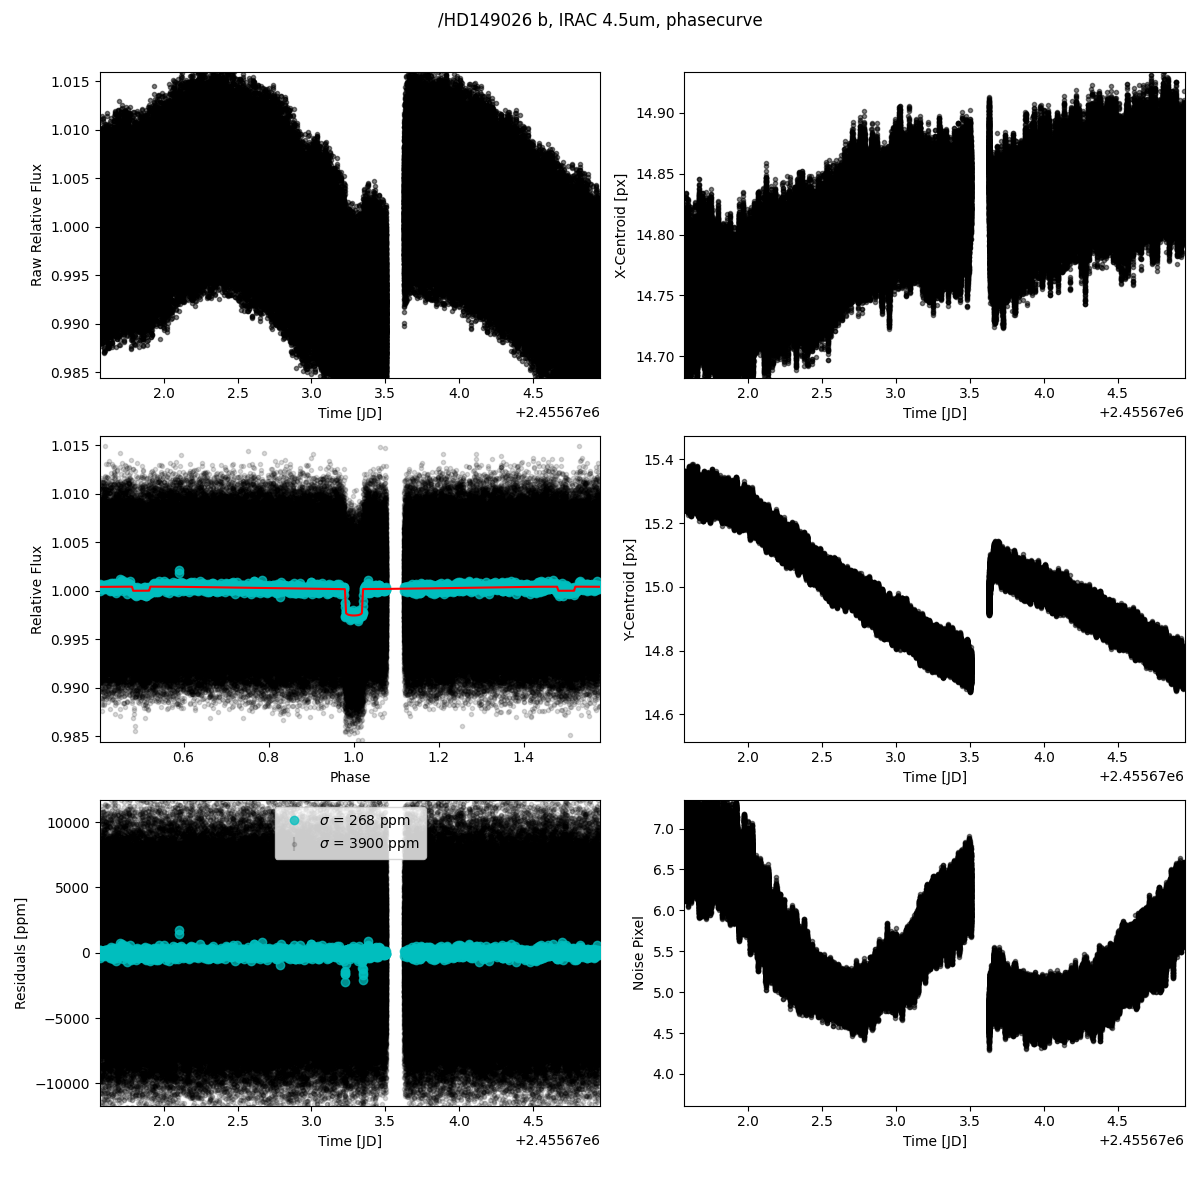 /HD149026 b, IRAC 4.5um, phasecurve
1.015
1.010
1.005
1.000
0.995
0.990
0.985
Raw Relative Flux
2.0 2.5 3.0 3.5 4.0 4.5
Time [JD]
+2.45567e6
14.90
14.85
14.80
14.75
14.70
X-Centroid [px]
2.0 2.5 3.0 3.5 4.0 4.5
Time [JD]
+2.45567e6
1.015
1.010
1.005
1.000
0.995
0.990
0.985
Relative Flux
0.6 0.8 1.0 1.2 1.4
Phase
15.4
15.2
15.0
14.8
14.6
Y-Centroid [px]
2.0 2.5 3.0 3.5 4.0 4.5
Time [JD]
+2.45567e6
10000
5000
0
−5000
−10000
Residuals [ppm]
σ = 268 ppm
σ = 3900 ppm
2.0 2.5 3.0 3.5 4.0 4.5
Time [JD]
+2.45567e6
7.0
6.5
6.0
5.5
5.0
4.5
4.0
Noise Pixel
2.0 2.5 3.0 3.5 4.0 4.5
Time [JD]
+2.45567e6